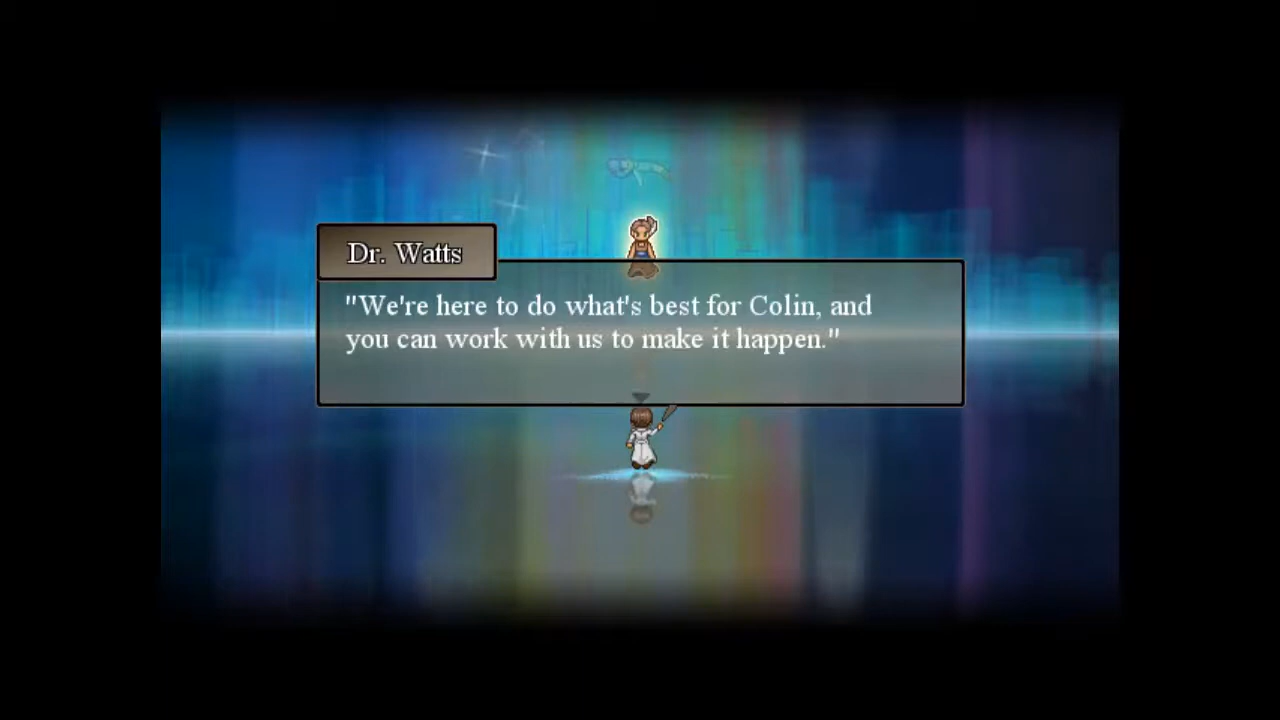 Dr. Watts
"We're here to do what's best for Colin, and
you can work with us to make it happen."